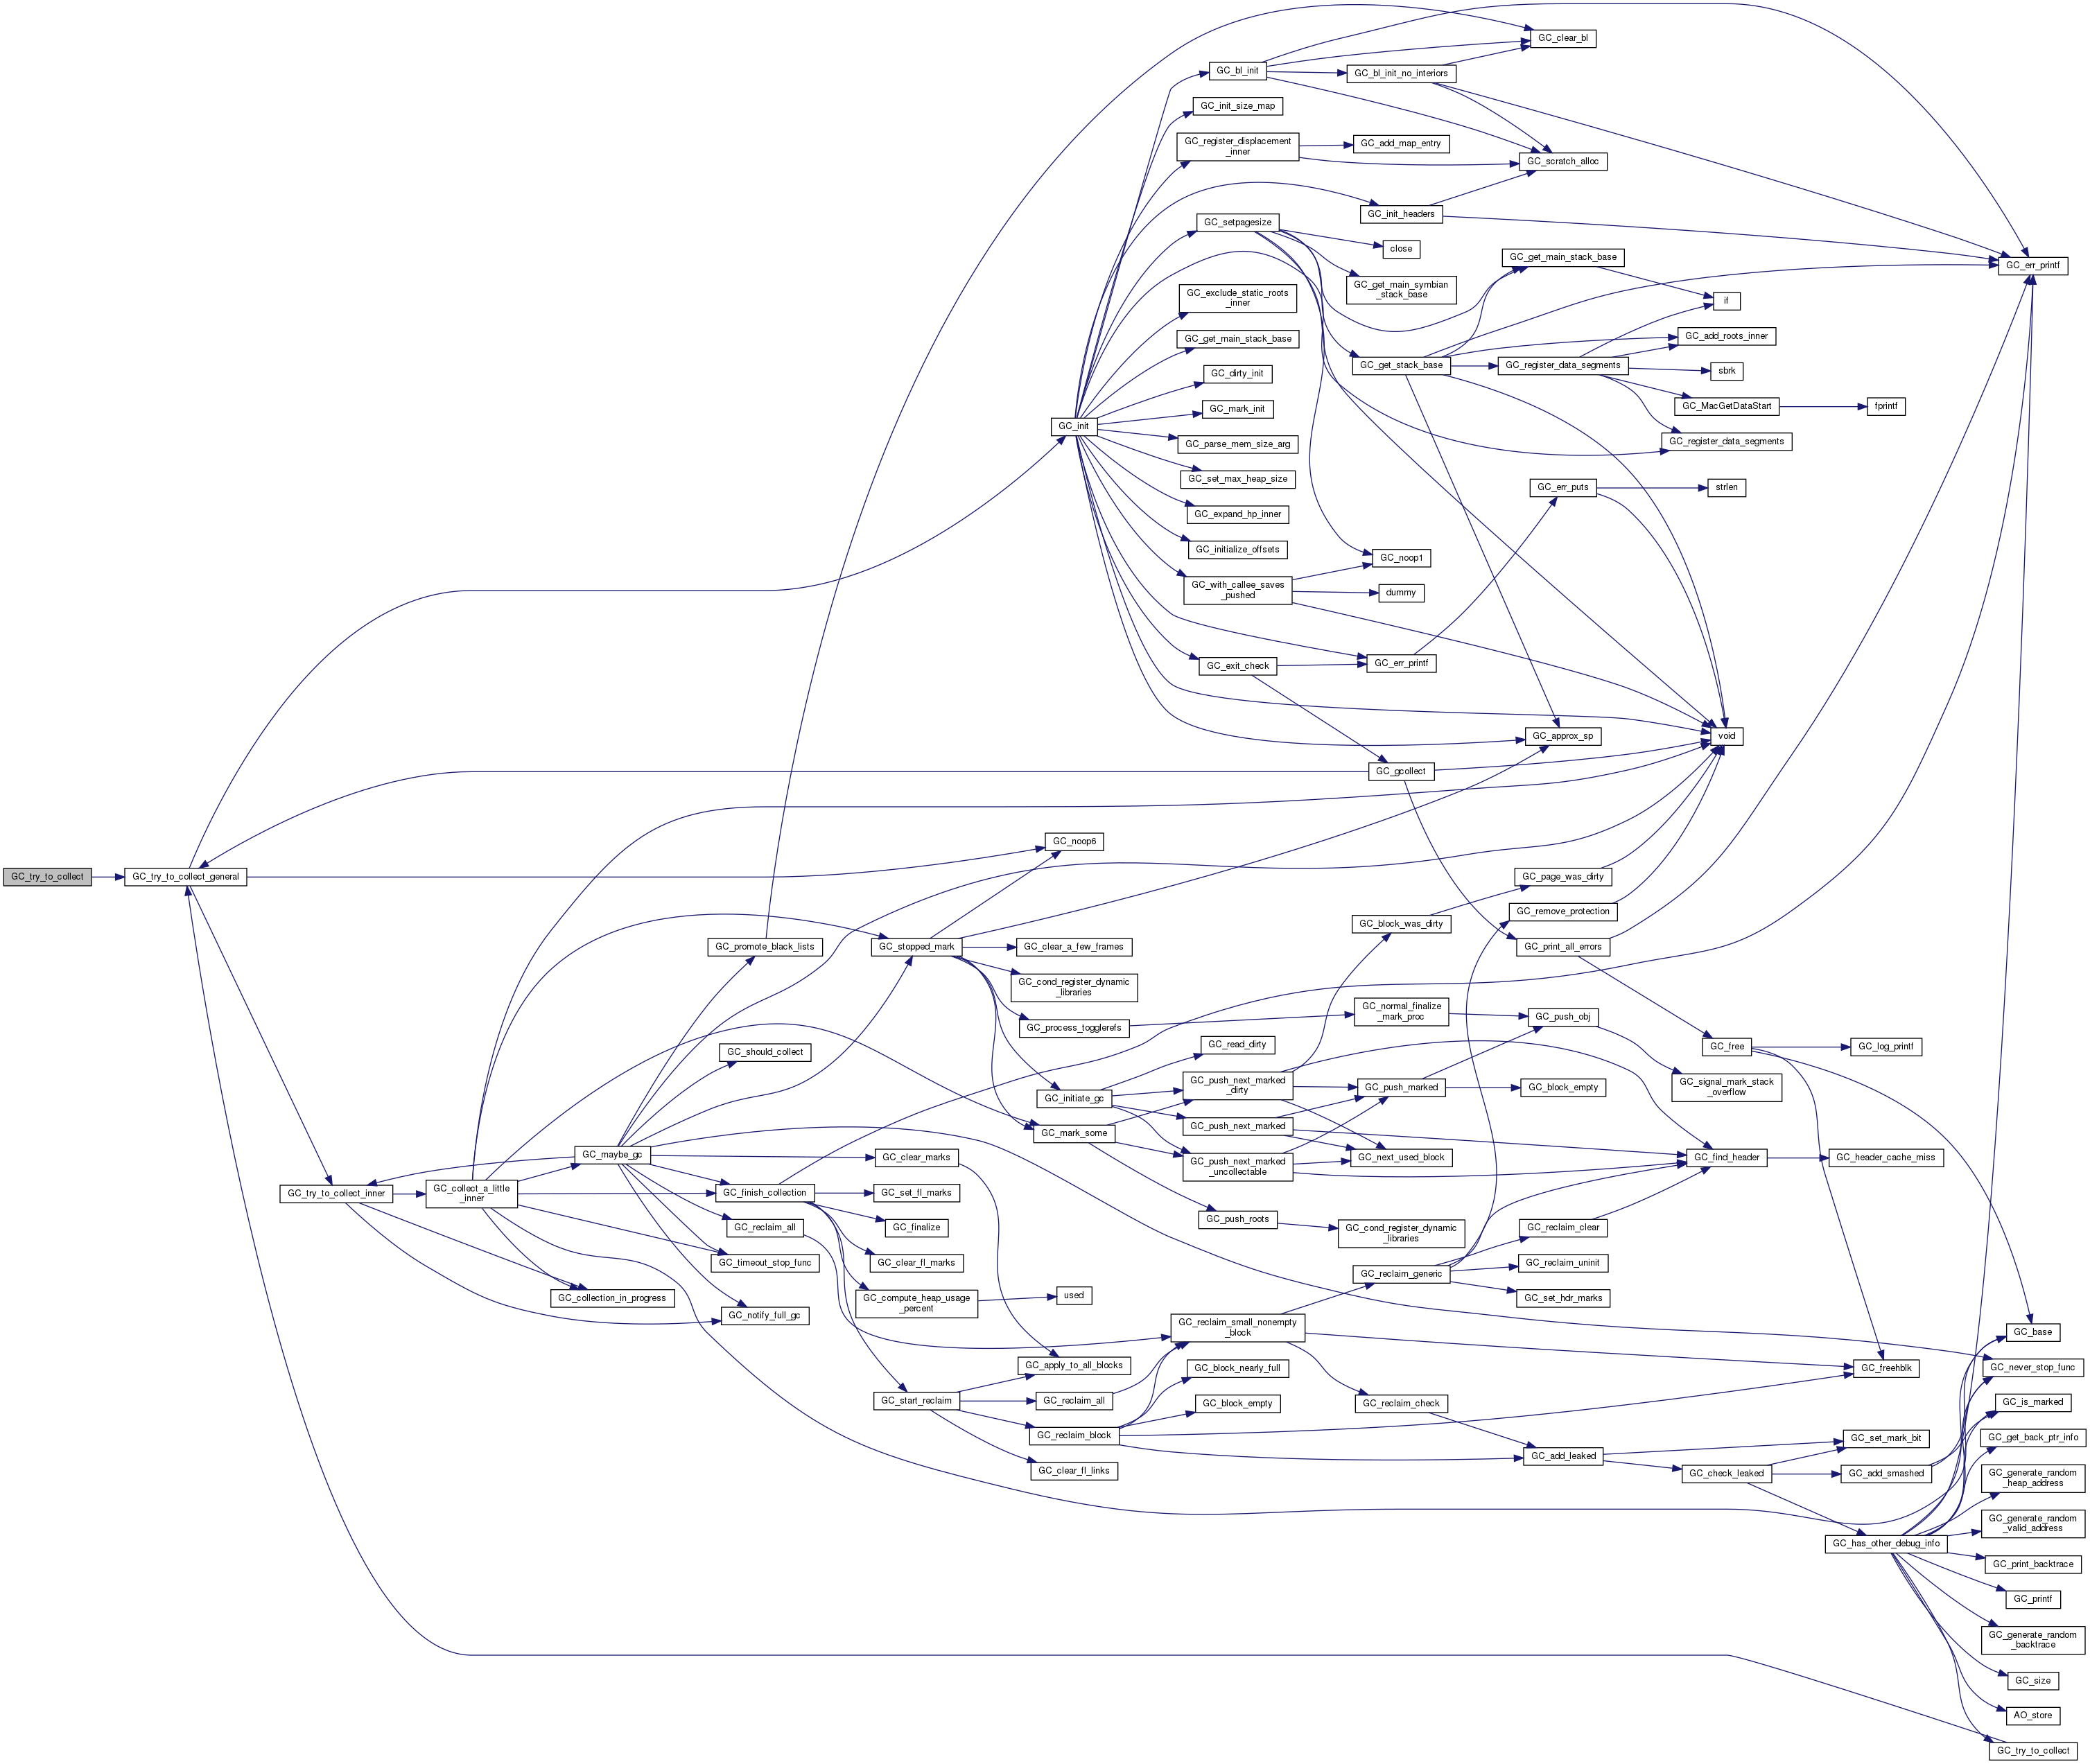 GC_try_to_collect
GC_try_to_collect_general
GC_try_to_collect_inner
GC_collect_a_little
_inner
GC_maybe_gc
GC_collection_in_progress
GC_promote_black_lists
GC_should_collect
GC_finish_collection
GC_reclaim_all
GC_timeout_stop_func
GC_notify_full_gc
GC_stopped_mark
GC_clear_marks
GC_set_fl_marks
GC_finalize
GC_clear_fl_marks
GC_compute_heap_usage
_percent
GC_start_reclaim
GC_init
GC_noop6
GC_clear_a_few_frames
GC_cond_register_dynamic
_libraries
GC_process_togglerefs
GC_initiate_gc
GC_mark_some
used
GC_apply_to_all_blocks
GC_reclaim_all
GC_reclaim_block
GC_clear_fl_links
GC_bl_init
GC_init_size_map
GC_register_displacement
_inner
GC_setpagesize
GC_exclude_static_roots
_inner
GC_get_main_stack_base
GC_dirty_init
GC_mark_init
GC_parse_mem_size_arg
GC_set_max_heap_size
GC_expand_hp_inner
GC_initialize_offsets
GC_with_callee_saves
_pushed
GC_exit_check
GC_read_dirty
GC_push_next_marked
_dirty
GC_push_next_marked
GC_push_next_marked
_uncollectable
GC_push_roots
GC_reclaim_small_nonempty
_block
GC_block_nearly_full
GC_block_empty
GC_bl_init_no_interiors
GC_add_map_entry
GC_init_headers
close
GC_get_main_symbian
_stack_base
GC_get_stack_base
GC_noop1
dummy
GC_err_printf
GC_gcollect
GC_block_was_dirty
GC_normal_finalize
_mark_proc
GC_push_marked
GC_next_used_block
GC_cond_register_dynamic
_libraries
GC_reclaim_generic
GC_reclaim_check
GC_clear_bl
GC_scratch_alloc
GC_get_main_stack_base
GC_register_data_segments
GC_err_puts
GC_approx_sp
GC_page_was_dirty
GC_remove_protection
GC_print_all_errors
GC_push_obj
GC_block_empty
GC_reclaim_clear
GC_reclaim_uninit
GC_set_hdr_marks
GC_add_leaked
if
GC_add_roots_inner
sbrk
GC_MacGetDataStart
GC_register_data_segments
strlen
void
GC_free
GC_signal_mark_stack
_overflow
GC_find_header
GC_check_leaked
fprintf
GC_log_printf
GC_header_cache_miss
GC_freehblk
GC_set_mark_bit
GC_add_smashed
GC_has_other_debug_info
GC_err_printf
GC_base
GC_never_stop_func
GC_is_marked
GC_get_back_ptr_info
GC_generate_random
_heap_address
GC_generate_random
_valid_address
GC_print_backtrace
GC_printf
GC_generate_random
_backtrace
GC_size
AO_store
GC_try_to_collect